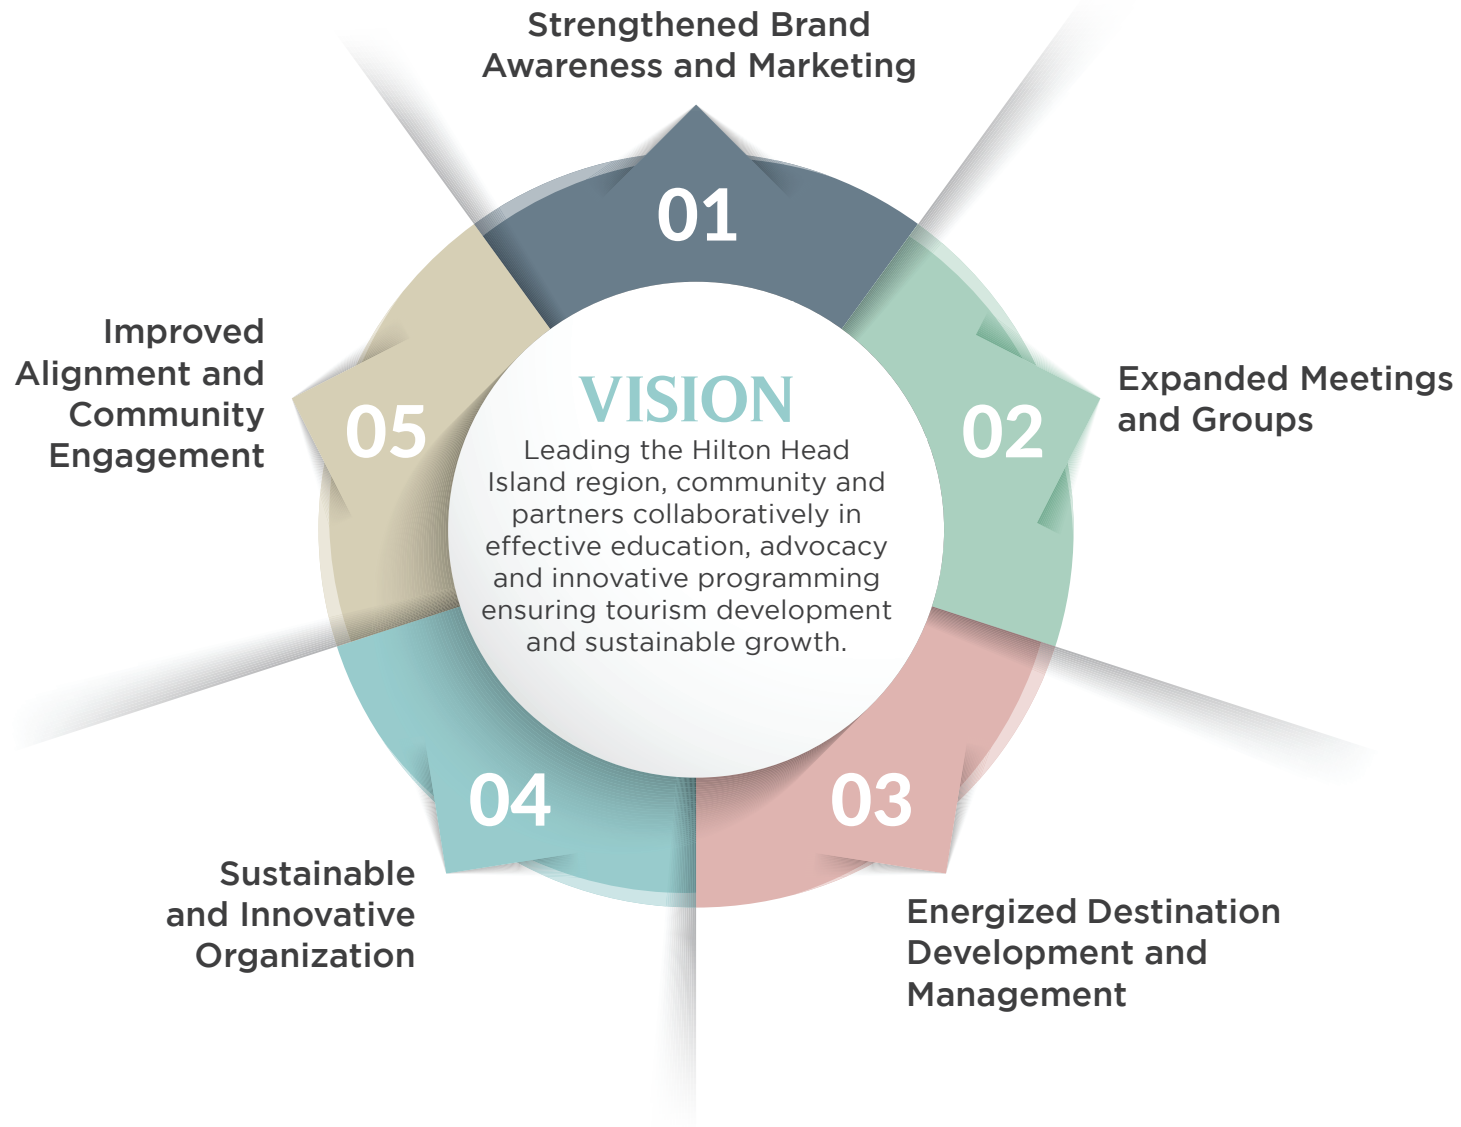 Strengthened Brand
Awareness and Marketing
01
Expanded Meetings
and Groups
02
Energized Destination
Development and
Management
03
Sustainable
and Innovative
Organization
04
Improved
Alignment and
Community
Engagement
05
VISION
Leading the Hilton Head
Island region, community and
partners collaboratively in
effective education, advocacy
and innovative programming
ensuring tourism development
and sustainable growth.